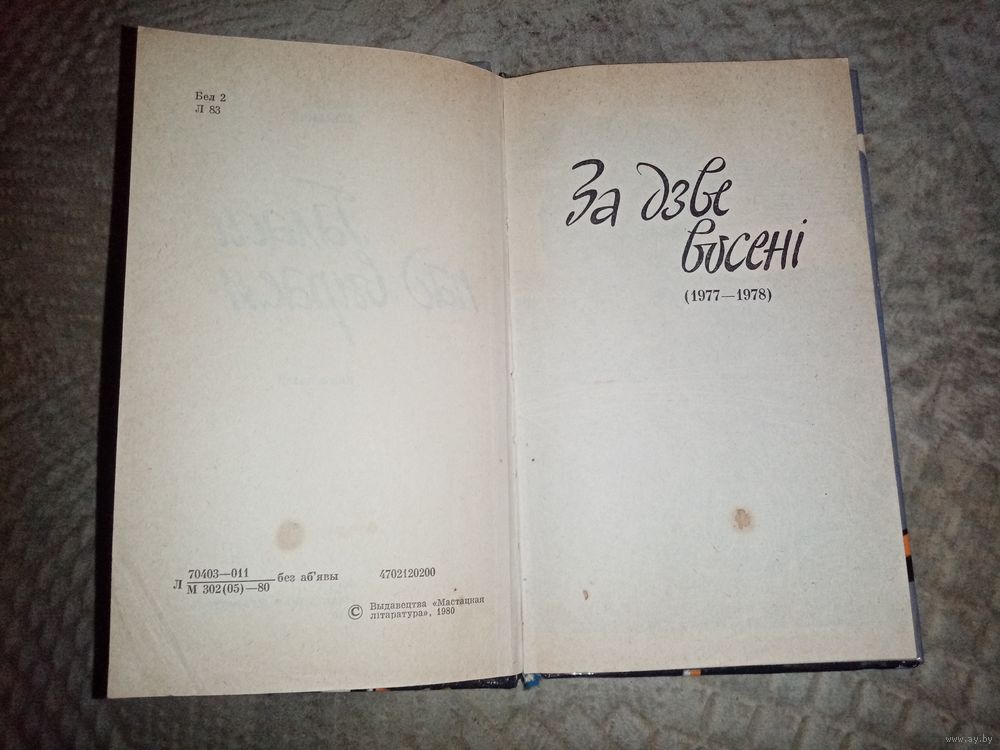 Бел 2
Л 83
За дзве
восені
(1977—1978)
70403—011
Л без аб'явы 4702120200
М 302(05)—80
© Выдавецтва «Мастацкая
літаратура», 1980
www.ay.by